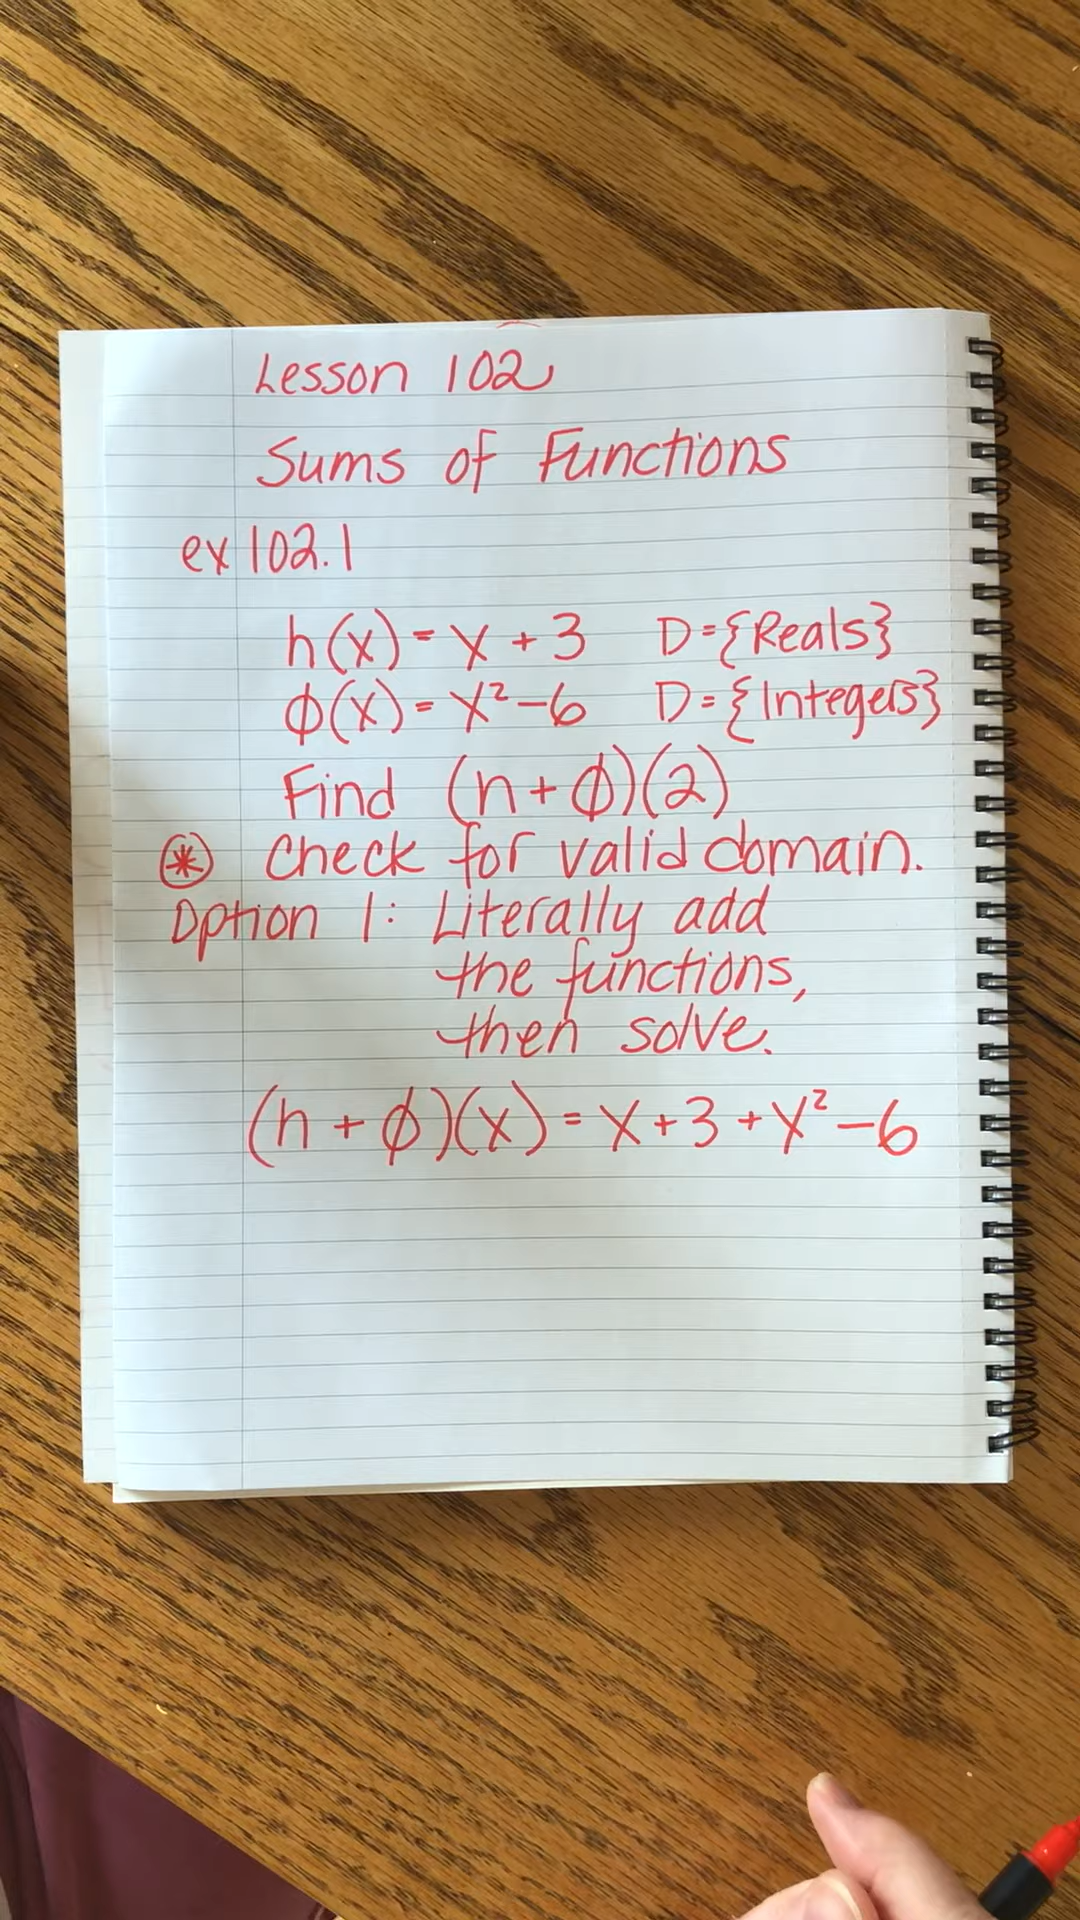 Lesson 102
Sums of Functions
ex 102.1
h(x) = x + 3 D = {Reals}
φ(x) = x² - 6 D = {Integers}
Find (h + φ)(2)
* Check for valid domain.
Option 1: Literally add
the functions,
then solve.
(h + φ)(x) = x + 3 + x² - 6